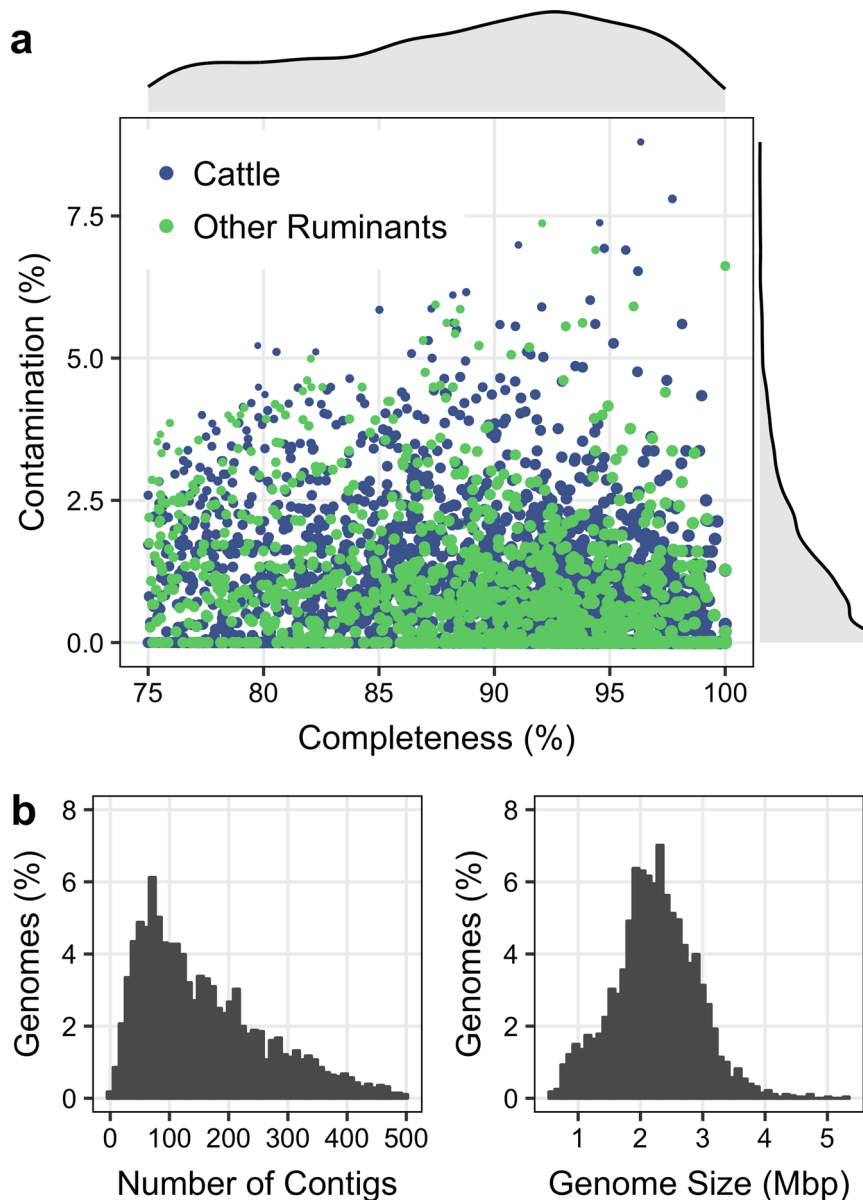 a
Cattle
Other Ruminants
Contamination (%)
7.5
5.0
2.5
0.0
75 80 85 90 95 100
Completeness (%)
b
Genomes (%)
8
6
4
2
0
0 100 200 300 400 500
Number of Contigs
Genomes (%)
8
6
4
2
0
1 2 3 4 5
Genome Size (Mbp)